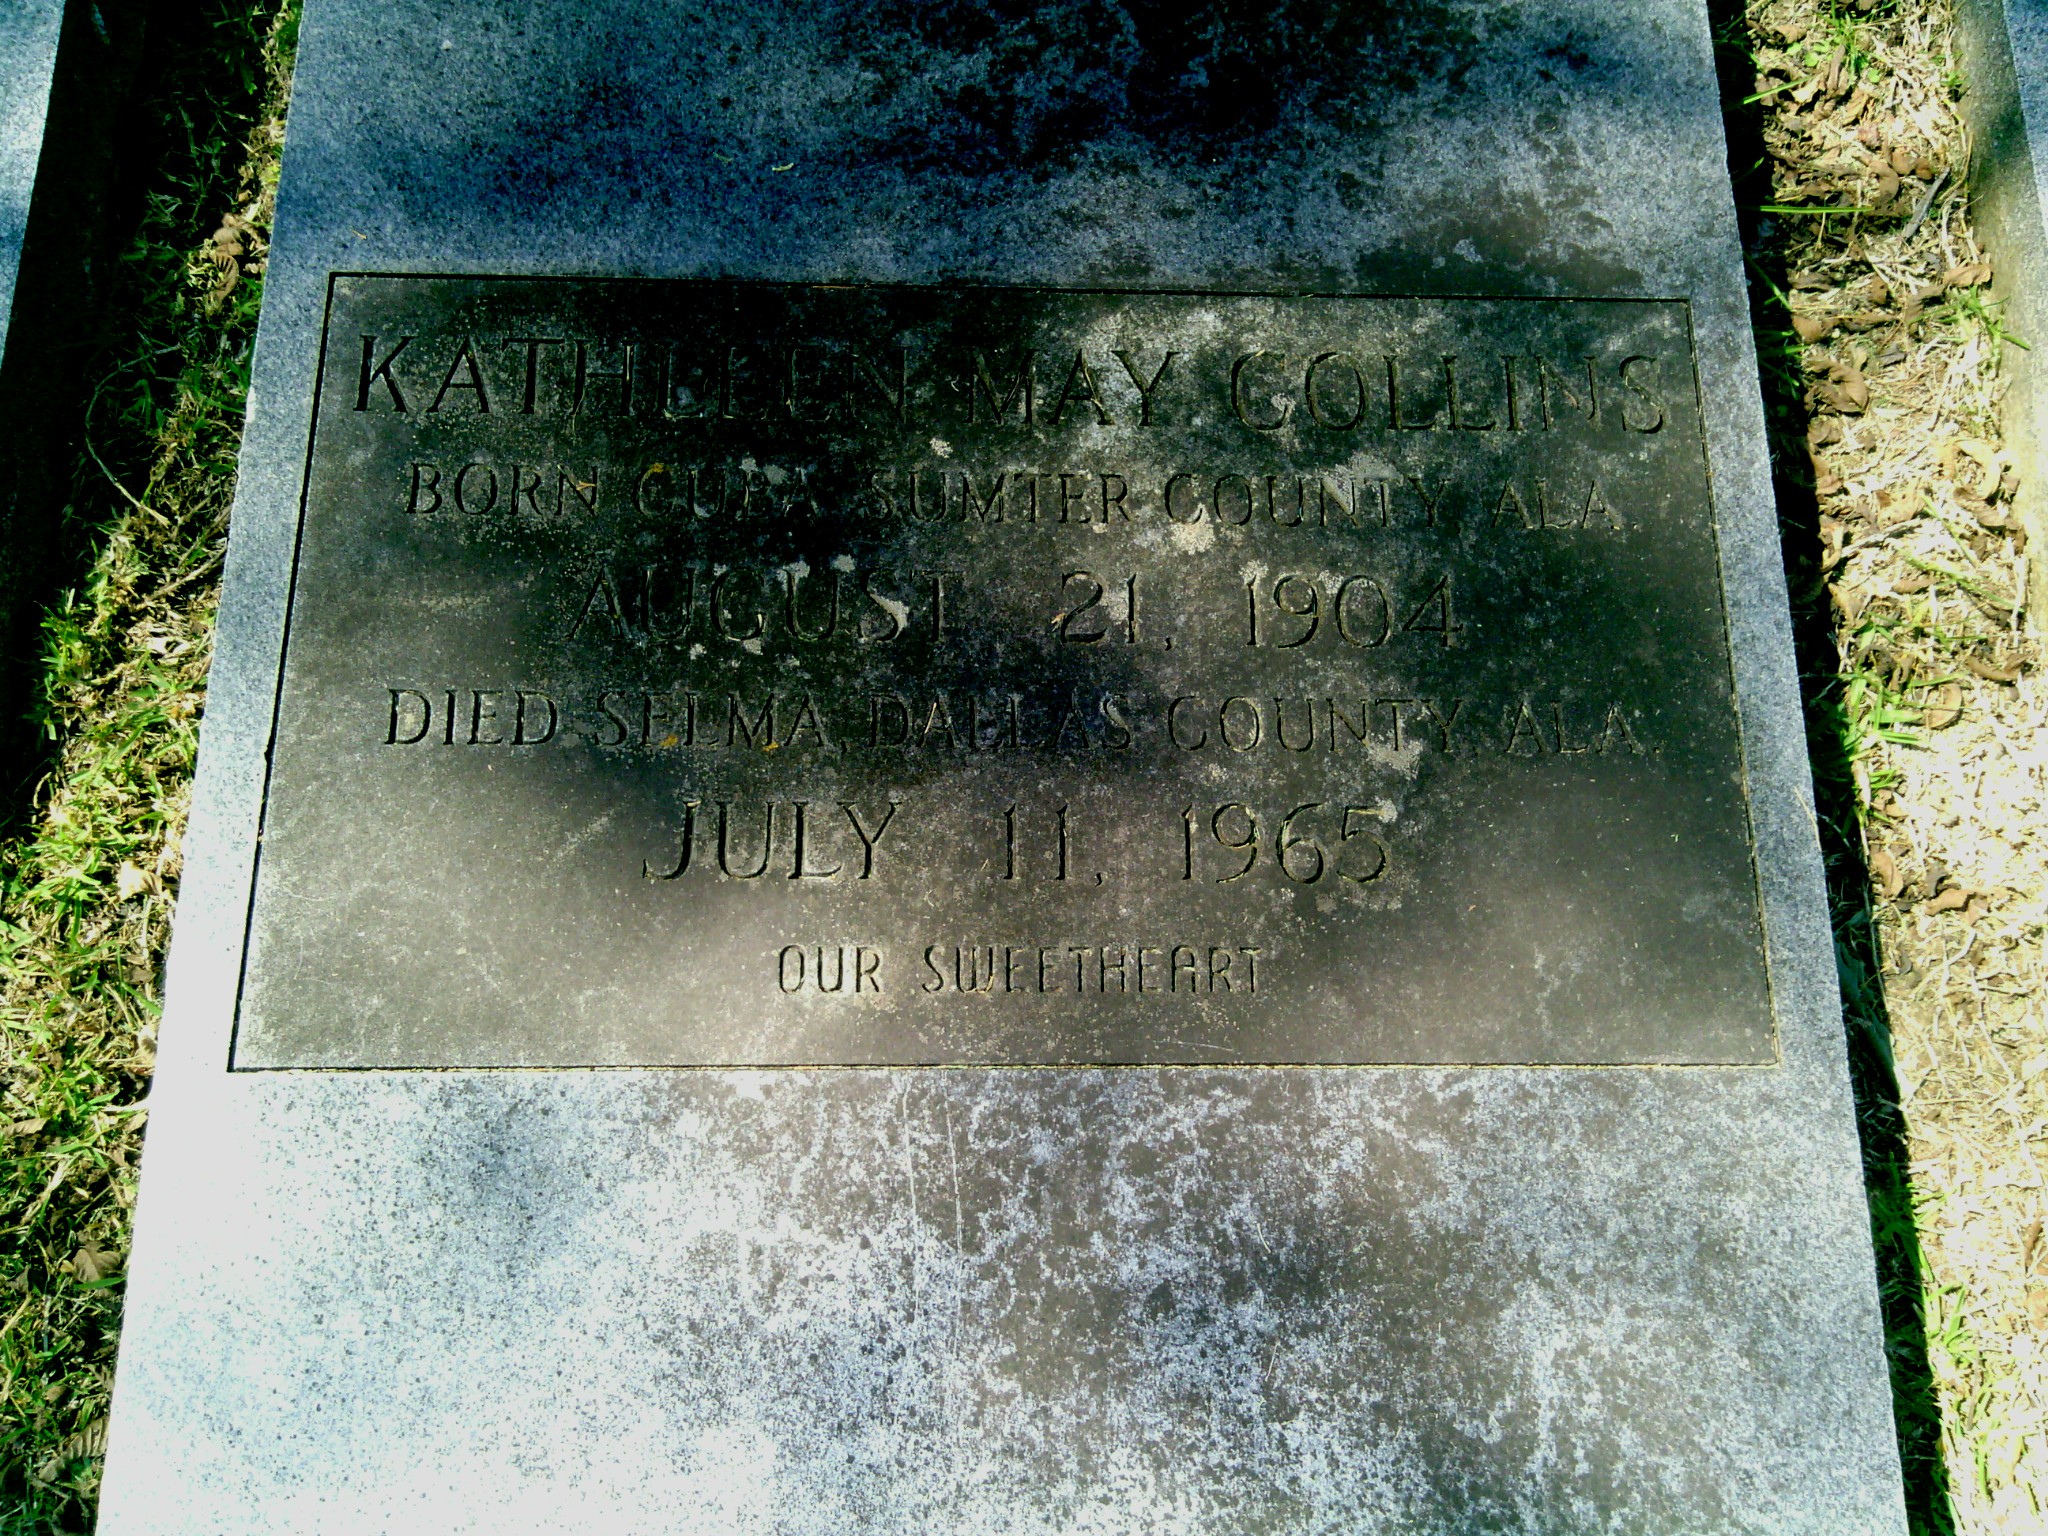 KATHLEEN MAY COLLINS
BORN CUBA, SUMTER COUNTY, ALA.
AUGUST 21, 1904
DIED SELMA, DALLAS COUNTY, ALA.
JULY 11, 1965
OUR SWEETHEART